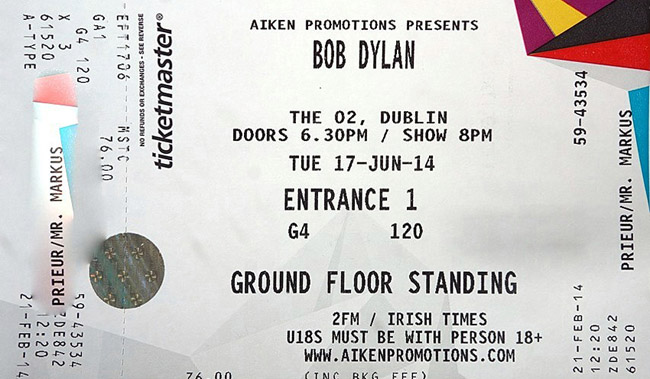 AIKEN PROMOTIONS PRESENTS
BOB DYLAN
THE O2, DUBLIN
DOORS 6.30PM / SHOW 8PM
TUE 17-JUN-14
ENTRANCE 1
G4 120
GROUND FLOOR STANDING
2FM / IRISH TIMES
U18S MUST BE WITH PERSON 18+
WWW.AIKENPROMOTIONS.COM
76.00 (INC BKG FEE)
ticketmaster®
NO REFUNDS OR EXCHANGES - SEE REVERSE
EFT1706 MSTC 76.00
GA1
G4 120
X 3
61520
A-TYPE
PRIEUR/MR. MARKUS
59-43534
ZDE842
12:20
21-FEB-14
59-43534
PRIEUR/MR. MARKUS
21-FEB-14
12:20
ZDE842
61520